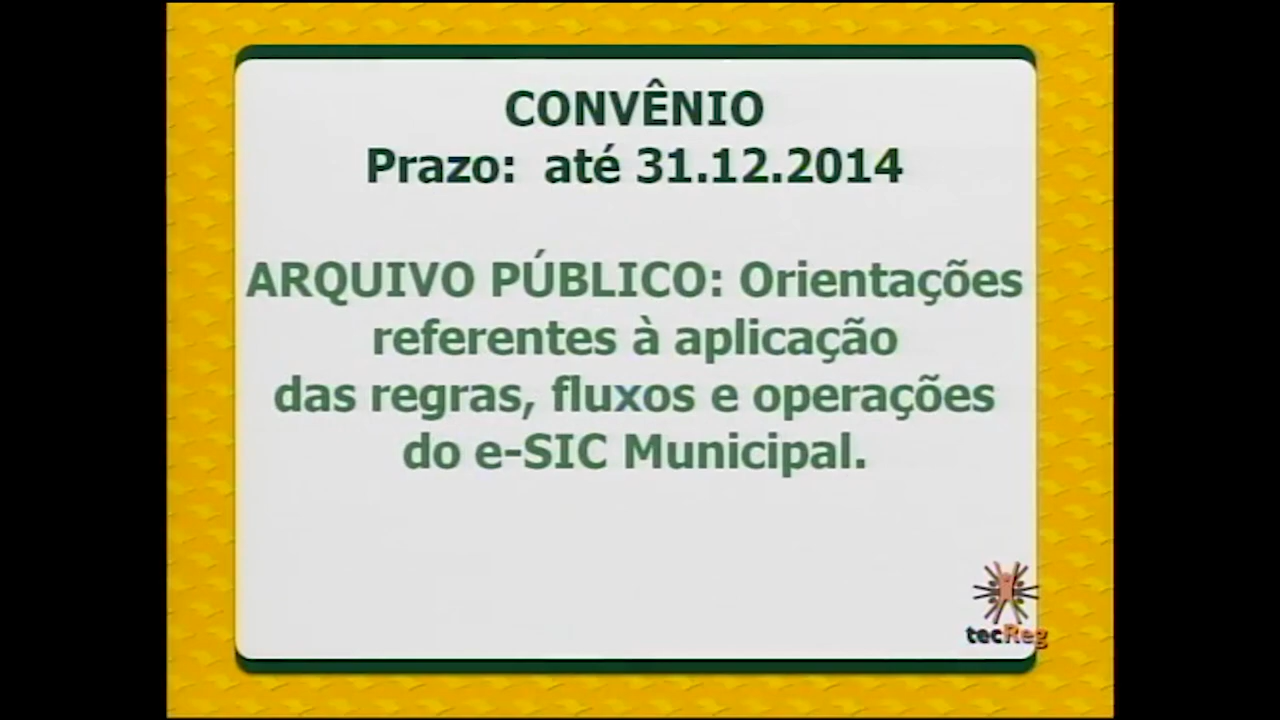 CONVÊNIO
Prazo: até 31.12.2014
ARQUIVO PÚBLICO: Orientações
referentes à aplicação
das regras, fluxos e operações
do e-SIC Municipal.
tecReg